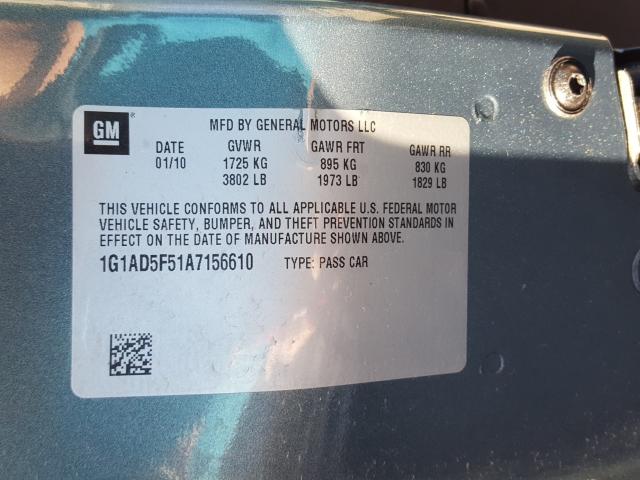 GM ®
MFD BY GENERAL MOTORS LLC
DATE GVWR GAWR FRT GAWR RR
01/10 1725 KG 895 KG 830 KG
3802 LB 1973 LB 1829 LB
THIS VEHICLE CONFORMS TO ALL APPLICABLE U.S. FEDERAL MOTOR
VEHICLE SAFETY, BUMPER, AND THEFT PREVENTION STANDARDS IN
EFFECT ON THE DATE OF MANUFACTURE SHOWN ABOVE.
1G1AD5F51A7156610 TYPE: PASS CAR